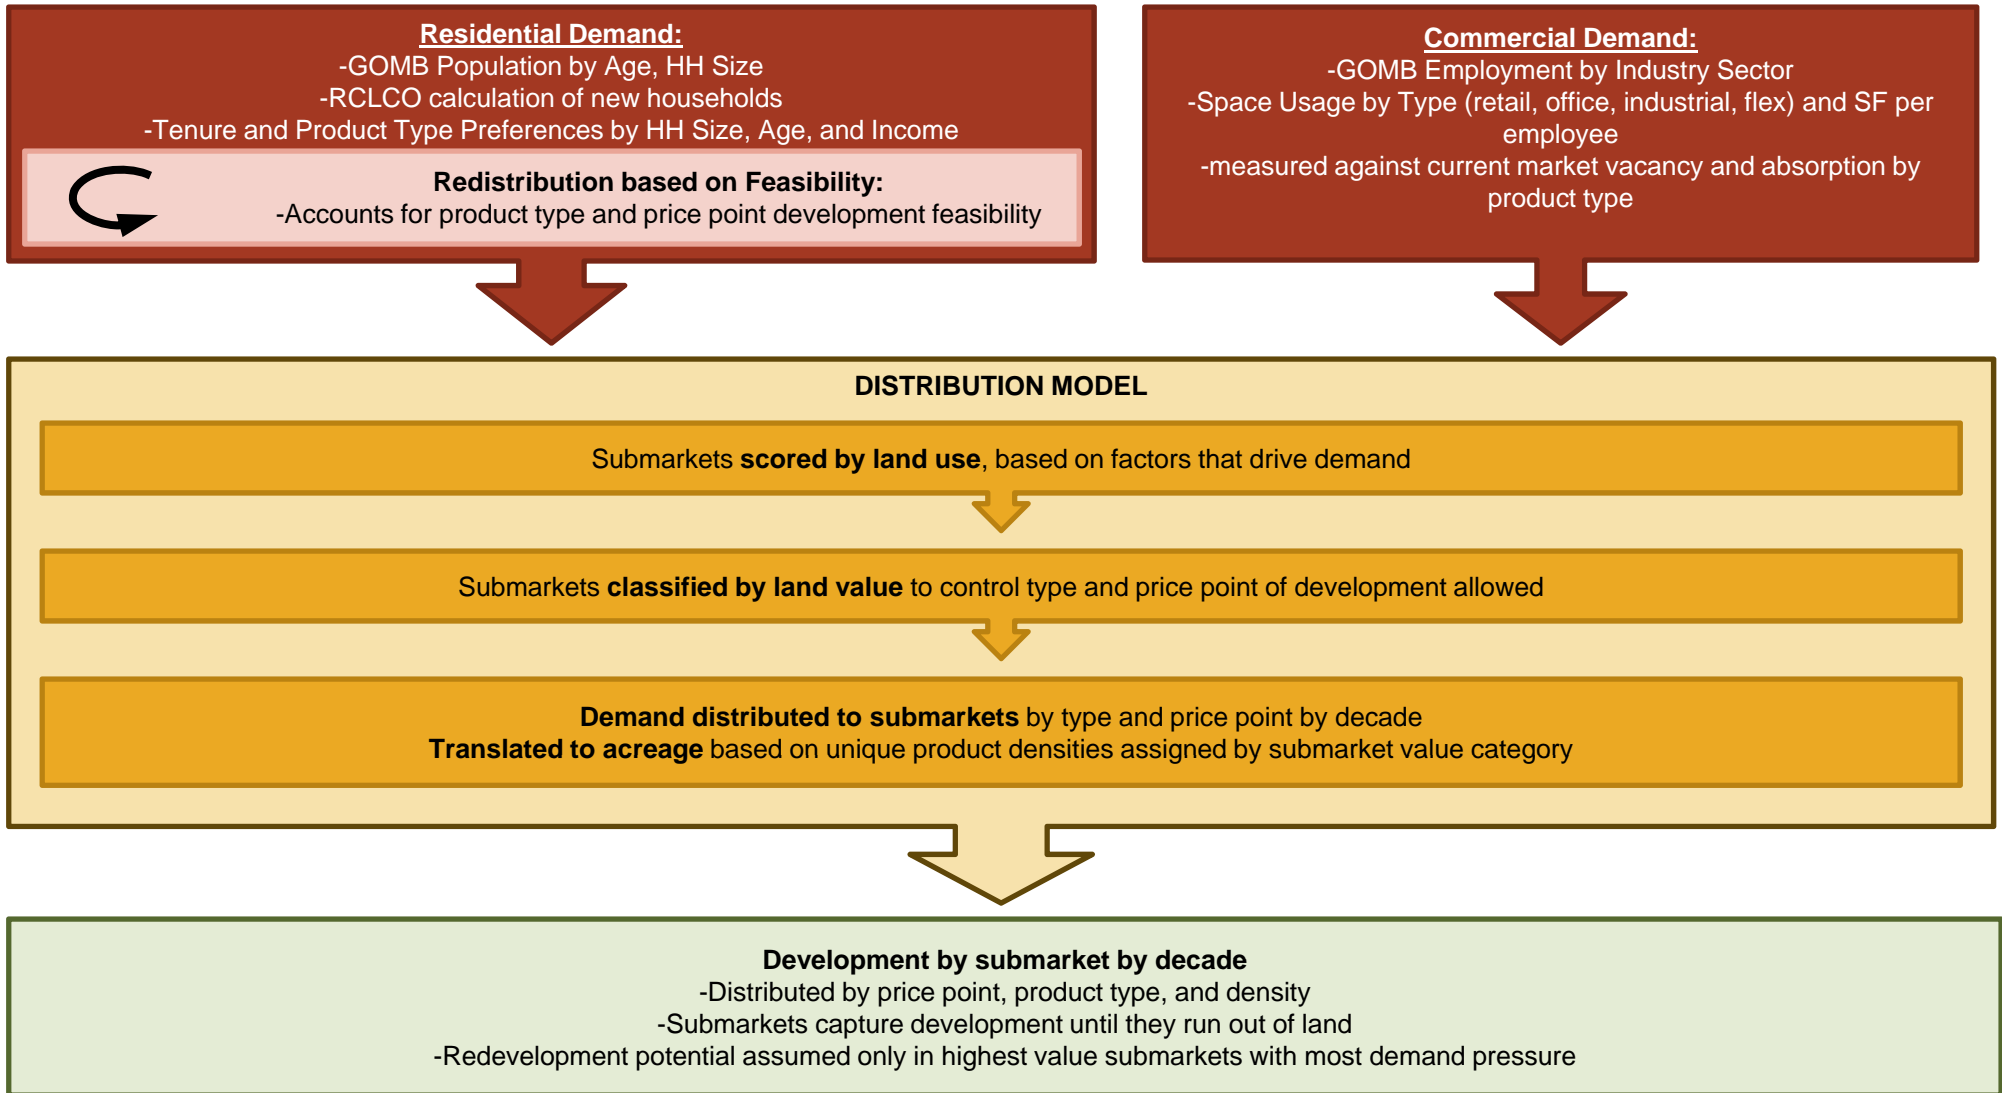 Residential Demand:
-GOMB Population by Age, HH Size
-RCLCO calculation of new households
-Tenure and Product Type Preferences by HH Size, Age, and Income
Redistribution based on Feasibility:
-Accounts for product type and price point development feasibility
Commercial Demand:
-GOMB Employment by Industry Sector
-Space Usage by Type (retail, office, industrial, flex) and SF per
employee
-measured against current market vacancy and absorption by
product type
DISTRIBUTION MODEL
Submarkets scored by land use, based on factors that drive demand
Submarkets classified by land value to control type and price point of development allowed
Demand distributed to submarkets by type and price point by decade
Translated to acreage based on unique product densities assigned by submarket value category
Development by submarket by decade
-Distributed by price point, product type, and density
-Submarkets capture development until they run out of land
-Redevelopment potential assumed only in highest value submarkets with most demand pressure